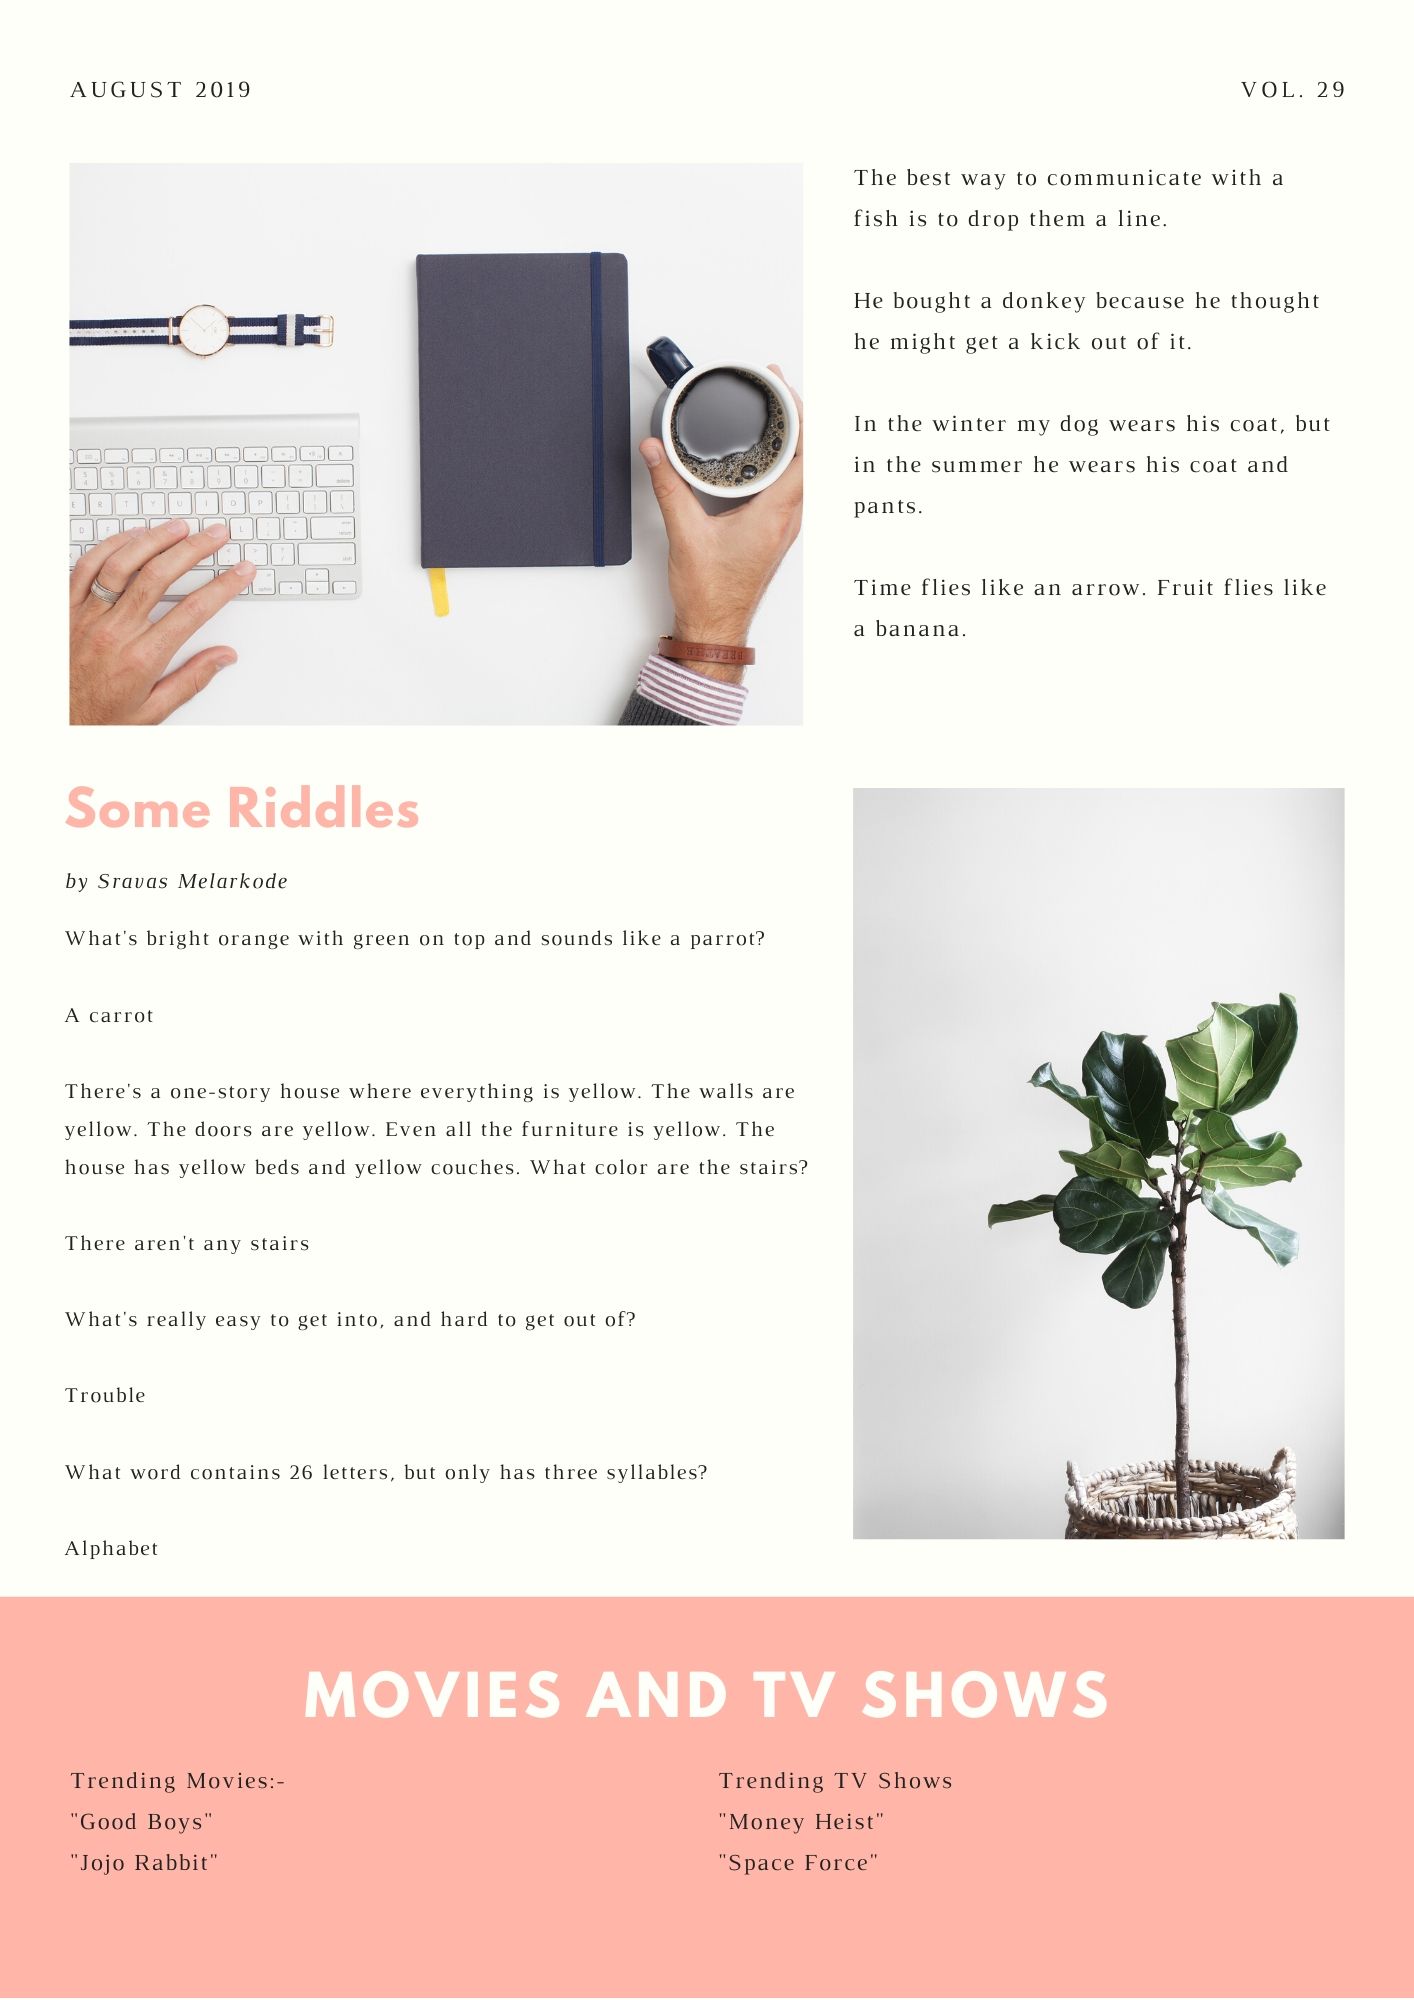 AUGUST 2019
VOL. 29
The best way to communicate with a
fish is to drop them a line.
He bought a donkey because he thought
he might get a kick out of it.
In the winter my dog wears his coat, but
in the summer he wears his coat and
pants.
Time flies like an arrow. Fruit flies like
a banana.
Some Riddles
by Sravas Melarkode
What's bright orange with green on top and sounds like a parrot?
A carrot
There's a one-story house where everything is yellow. The walls are
yellow. The doors are yellow. Even all the furniture is yellow. The
house has yellow beds and yellow couches. What color are the stairs?
There aren't any stairs
What's really easy to get into, and hard to get out of?
Trouble
What word contains 26 letters, but only has three syllables?
Alphabet
MOVIES AND TV SHOWS
Trending Movies:-
"Good Boys"
"Jojo Rabbit"
Trending TV Shows
"Money Heist"
"Space Force"